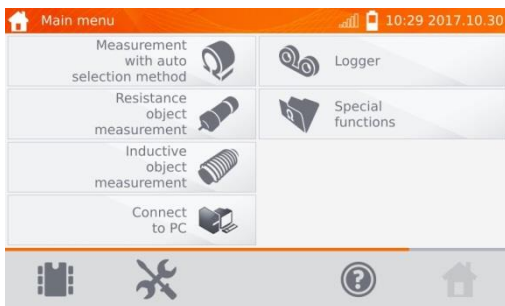 Main menu
10:29 2017.10.30
Measurement
with auto
selection method
Logger
Resistance
object
measurement
Special
functions
Inductive
object
measurement
Connect
to PC